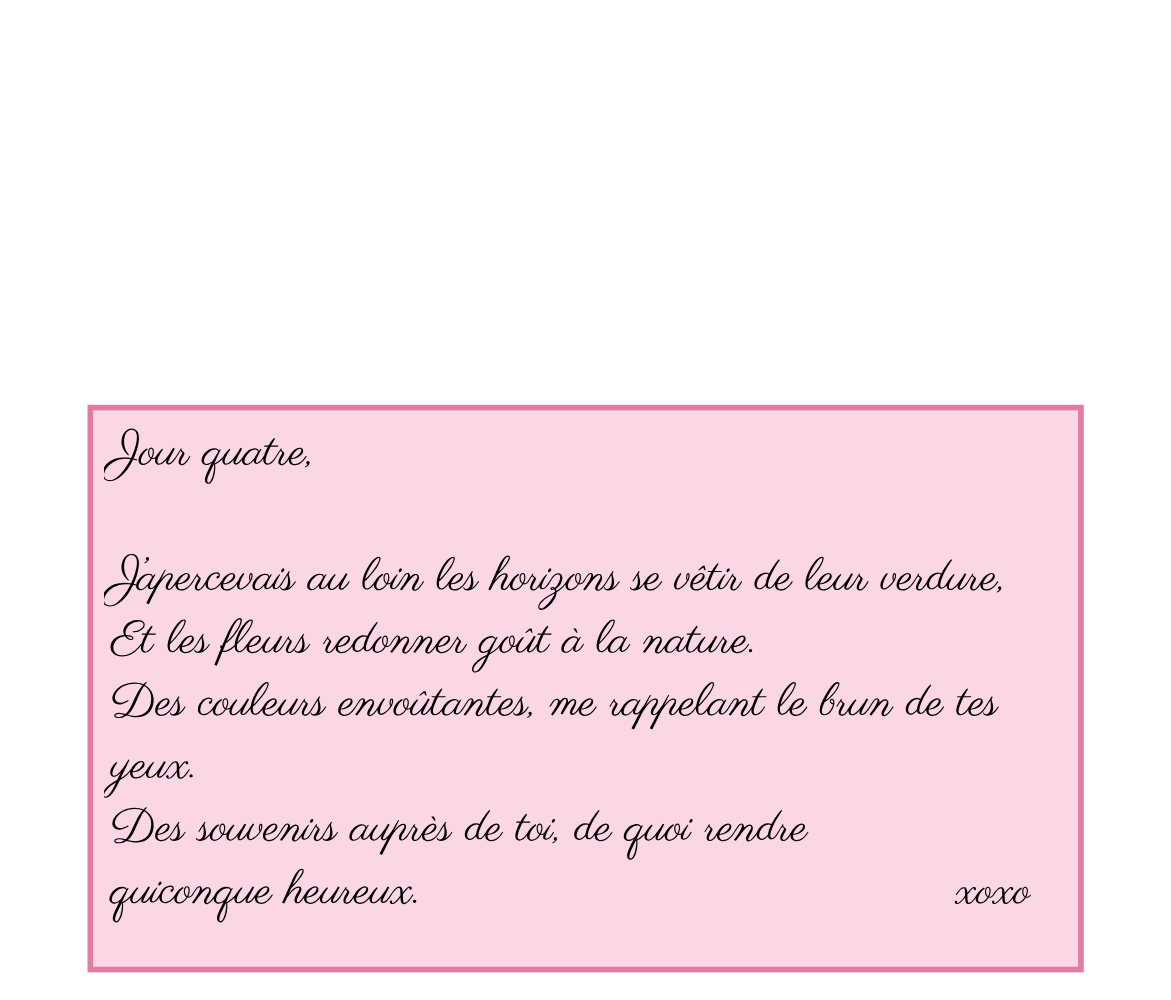 Jour quatre,
J'apercevais au loin les horizons se vêtir de leur verdure,
Et les fleurs redonner goût à la nature.
Des couleurs envoûtantes, me rappelant le brun de tes
yeux.
Des souvenirs auprès de toi, de quoi rendre
quiconque heureux. xoxo